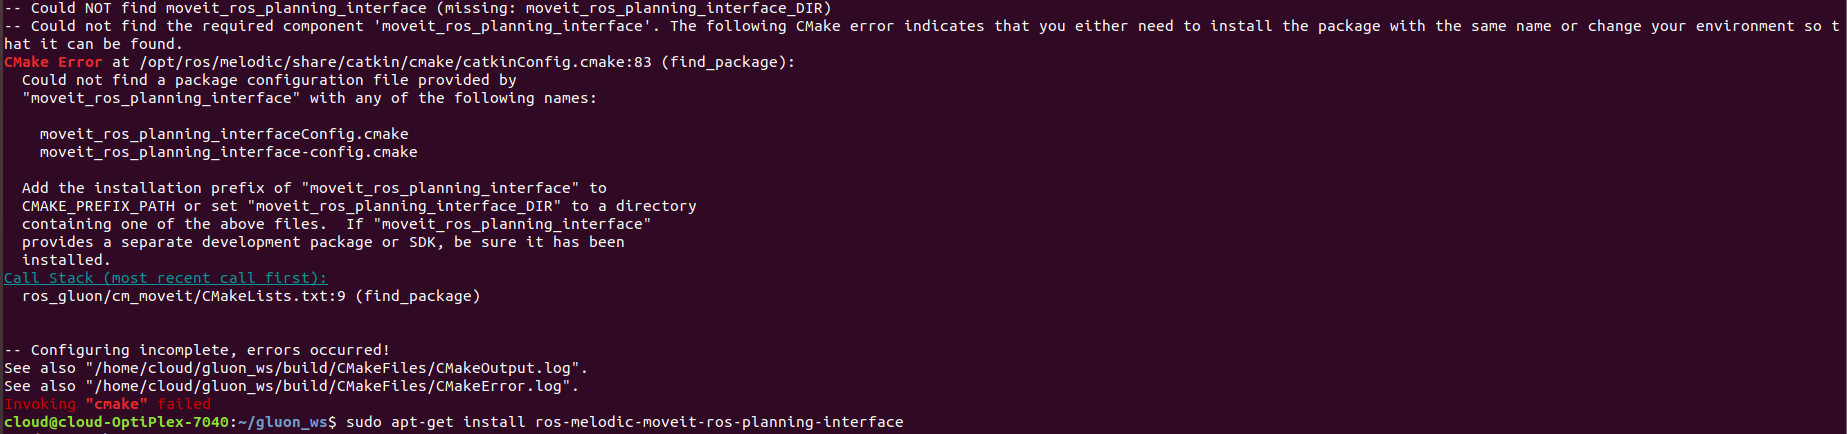 -- Could NOT find moveit_ros_planning_interface (missing: moveit_ros_planning_interface_DIR)
-- Could not find the required component 'moveit_ros_planning_interface'. The following CMake error indicates that you either need to install the package with the same name or change your environment so t
hat it can be found.
CMake Error at /opt/ros/melodic/share/catkin/cmake/catkinConfig.cmake:83 (find_package):
  Could not find a package configuration file provided by
  "moveit_ros_planning_interface" with any of the following names:

    moveit_ros_planning_interfaceConfig.cmake
    moveit_ros_planning_interface-config.cmake

  Add the installation prefix of "moveit_ros_planning_interface" to
  CMAKE_PREFIX_PATH or set "moveit_ros_planning_interface_DIR" to a directory
  containing one of the above files.  If "moveit_ros_planning_interface"
  provides a separate development package or SDK, be sure it has been
  installed.
Call Stack (most recent call first):
  ros_gluon/cm_moveit/CMakeLists.txt:9 (find_package)


-- Configuring incomplete, errors occurred!
See also "/home/cloud/gluon_ws/build/CMakeFiles/CMakeOutput.log".
See also "/home/cloud/gluon_ws/build/CMakeFiles/CMakeError.log".
Invoking "cmake" failed
cloud@cloud-OptiPlex-7040:~/gluon_ws$ sudo apt-get install ros-melodic-moveit-ros-planning-interface